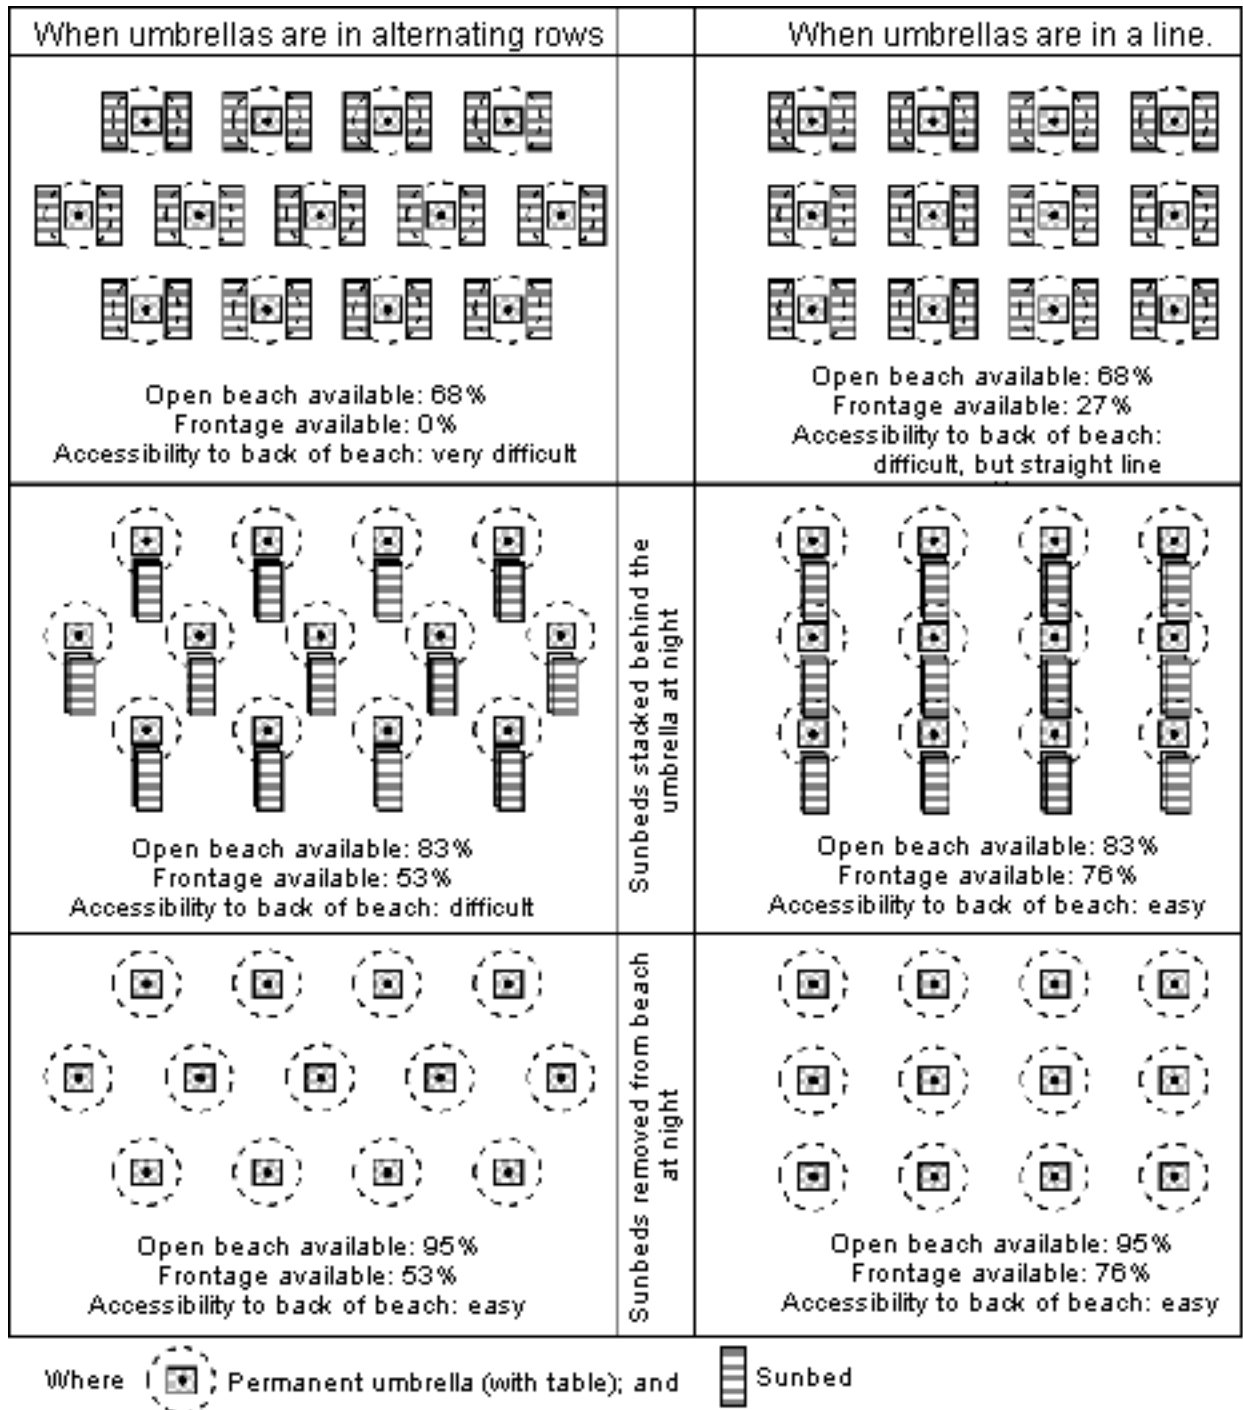 When umbrellas are in alternating rows
When umbrellas are in a line.
Open beach available: 68%
Frontage available: 0%
Accessibility to back of beach: very difficult
Open beach available: 68%
Frontage available: 27%
Accessibility to back of beach:
difficult, but straight line
Sunbeds stacked behind the
umbrella at night
Open beach available: 83%
Frontage available: 53%
Accessibility to back of beach: difficult
Open beach available: 83%
Frontage available: 76%
Accessibility to back of beach: easy
Sunbeds removed from beach
at night
Open beach available: 95%
Frontage available: 53%
Accessibility to back of beach: easy
Open beach available: 95%
Frontage available: 76%
Accessibility to back of beach: easy
Where Permanent umbrella (with table); and Sunbed